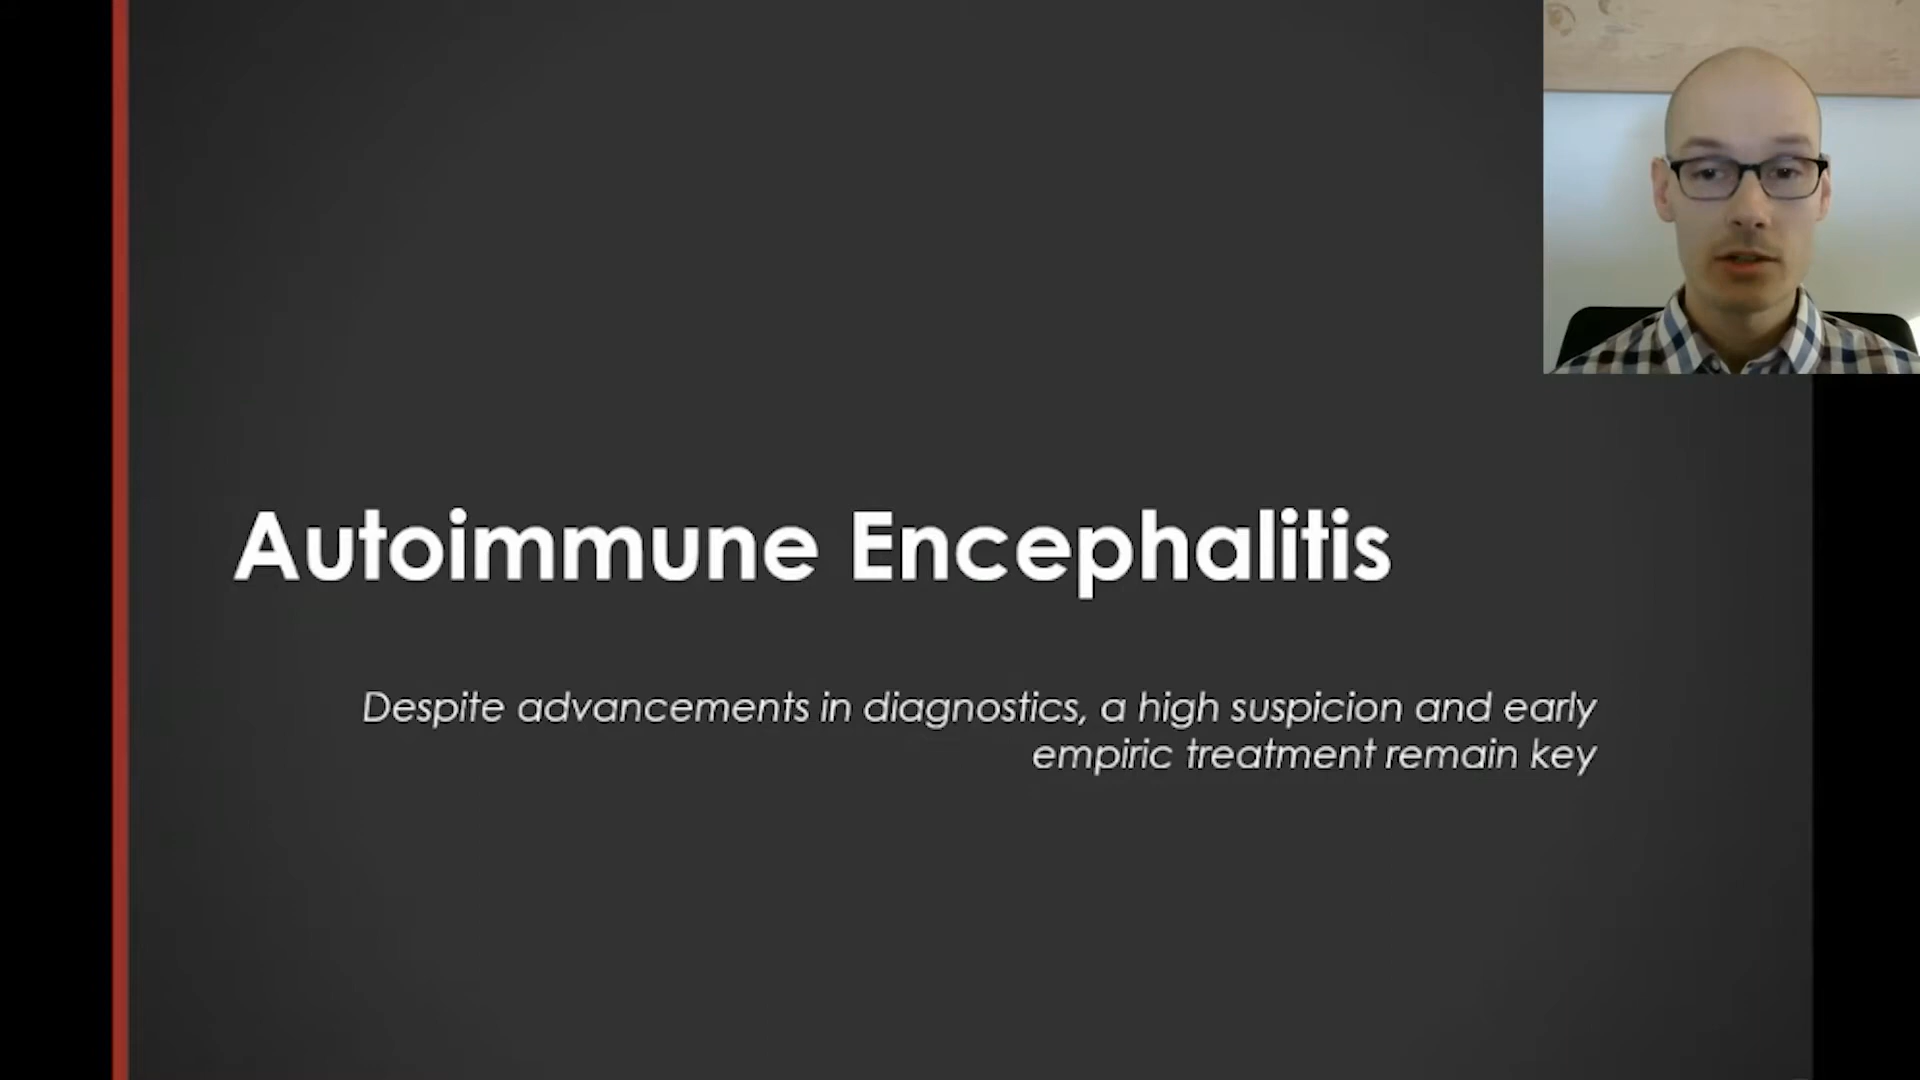 Autoimmune Encephalitis
Despite advancements in diagnostics, a high suspicion and early
empiric treatment remain key